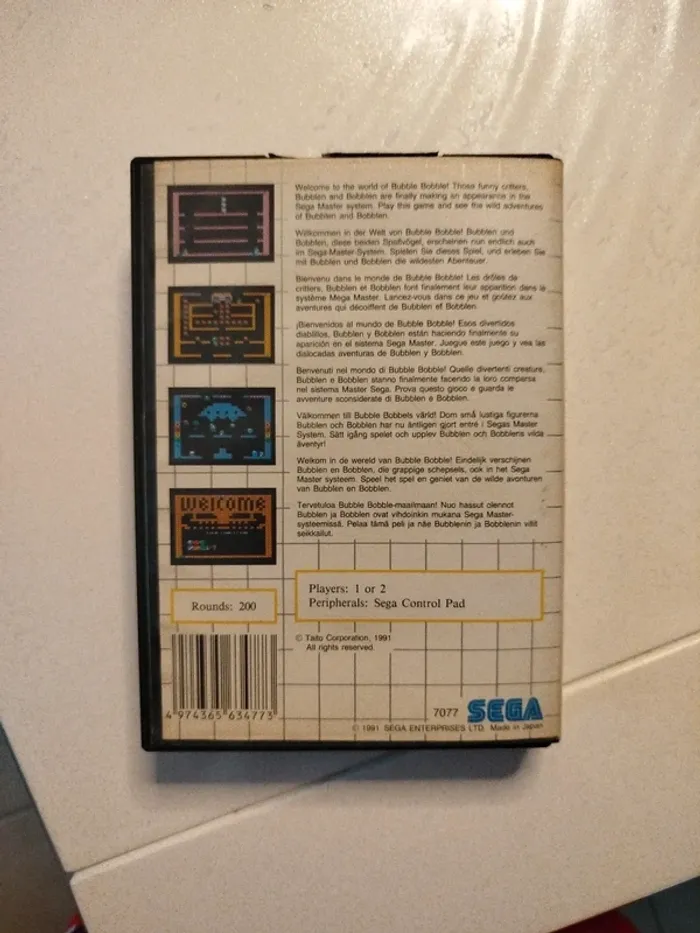 Welcome to the world of Bubble Bobble! Those funny critters,
Bubblen and Bobblen are finally making an appearance in the
Sega Master system. Play this game and see the wild adventures
of Bubblen and Bobblen.
Willkommen in der Welt von Bubble Bobble! Bubblen und
Bobblen, diese beiden Spaßvögel, erscheinen nun endlich auch
im Sega-Master-System. Spielen Sie dieses Spiel, und erleben Sie
mit Bubblen und Bobblen die wildesten Abenteuer.
Bienvenu dans le monde de Bubble Bobble! Les drôles de
critters, Bubblen et Bobblen font finalement leur apparition dans le
système Mega Master. Lancez-vous dans ce jeu et goûtez aux
aventures qui décoiffent de Bubblen et Bobblen.
¡Bienvenidos al mundo de Bubble Bobble! Esos divertidos
diablillos, Bubblen y Bobblen están haciendo finalmente su
aparición en el sistema Sega Master. Juegue este juego y vea las
dislocadas aventuras de Bubblen y Bobblen.
Benvenuti nel mondo di Bubble Bobble! Quelle divertenti creature,
Bubblen e Bobblen stanno finalmente facendo la loro comparsa
nel sistema Master Sega. Prova questo gioco e guarda le
avventure sconsiderate di Bubblen e Bobblen.
Välkommen till Bubble Bobbels värld! Dom små lustiga figurerna
Bubblen och Bobblen har nu äntligen gjort entré i Segas Master
System. Sätt igång spelet och upplev Bubblen och Bobblens vilda
äventyr!
Welkom in de wereld van Bubble Bobble! Eindelijk verschijnen
Bubblen en Bobblen, die grappige schepsels, ook in het Sega
Master systeem. Speel het spel en geniet van de wilde avonturen
van Bubblen en Bobblen.
Tervetuloa Bubble Bobble-maailmaan! Nuo hassut olennot
Bubblen ja Bobblen ovat vihdoinkin mukana Sega Master-
systeemissä. Pelaa tämä peli ja näe Bubblenin ja Bobblenin villit
seikkailut.
welcome
Rounds: 200
Players: 1 or 2
Peripherals: Sega Control Pad
© Taito Corporation, 1991
All rights reserved.
4 974365 634773
7077 SEGA
© 1991 SEGA ENTERPRISES LTD. Made in Japan